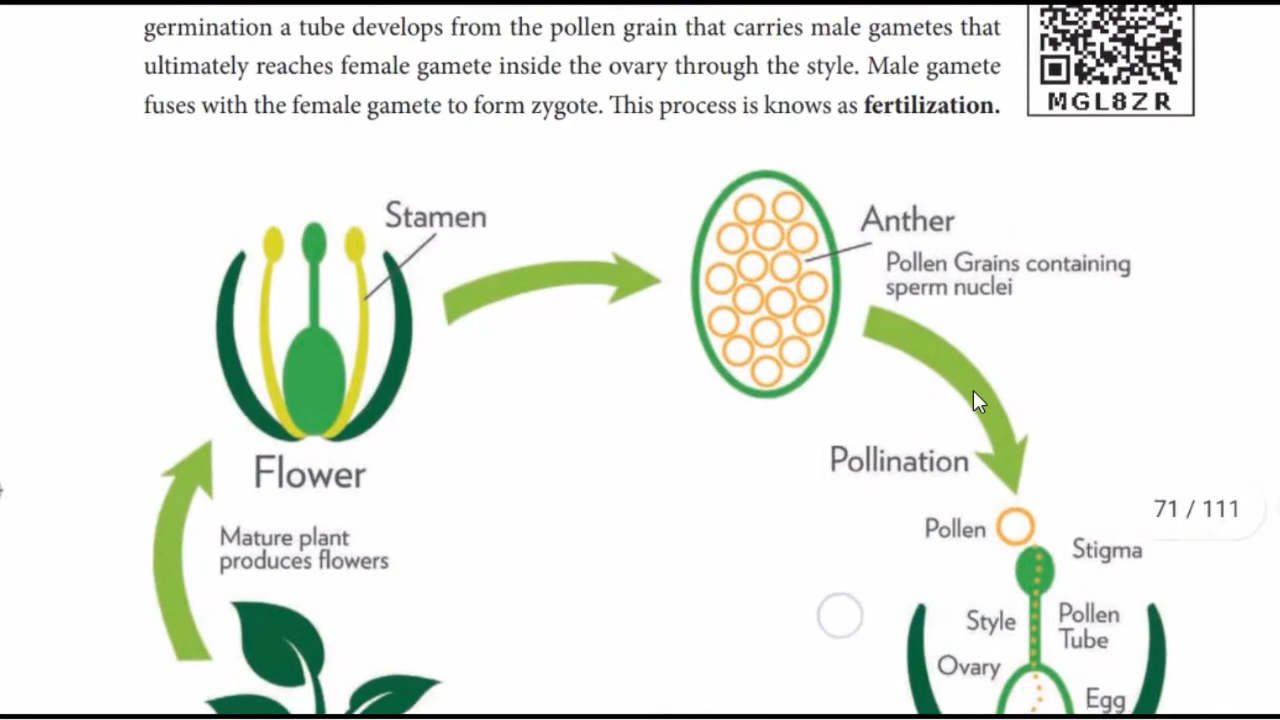 germination a tube develops from the pollen grain that carries male gametes that
ultimately reaches female gamete inside the ovary through the style. Male gamete
fuses with the female gamete to form zygote. This process is knows as fertilization.
MGL8ZR
Stamen
Anther
Pollen Grains containing
sperm nuclei
Flower
Pollination
Mature plant
produces flowers
71 / 111
Pollen
Stigma
Style
Pollen
Tube
Ovary
Egg